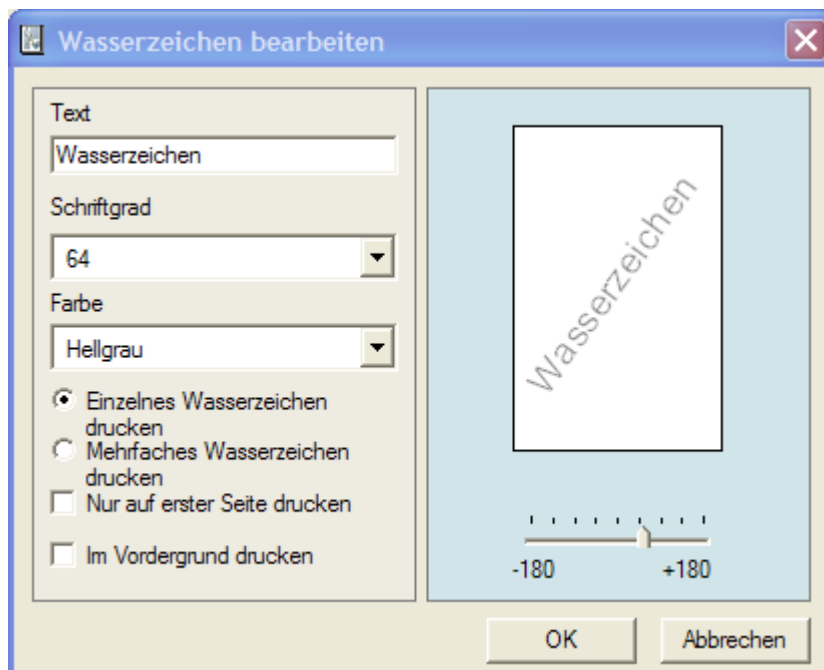 Wasserzeichen bearbeiten
Text
Wasserzeichen
Schriftgrad
64
Farbe
Hellgrau
Einzelnes Wasserzeichen
drucken
Mehrfaches Wasserzeichen
drucken
Nur auf erster Seite drucken
Im Vordergrund drucken
Wasserzeichen
-180 +180
OK Abbrechen